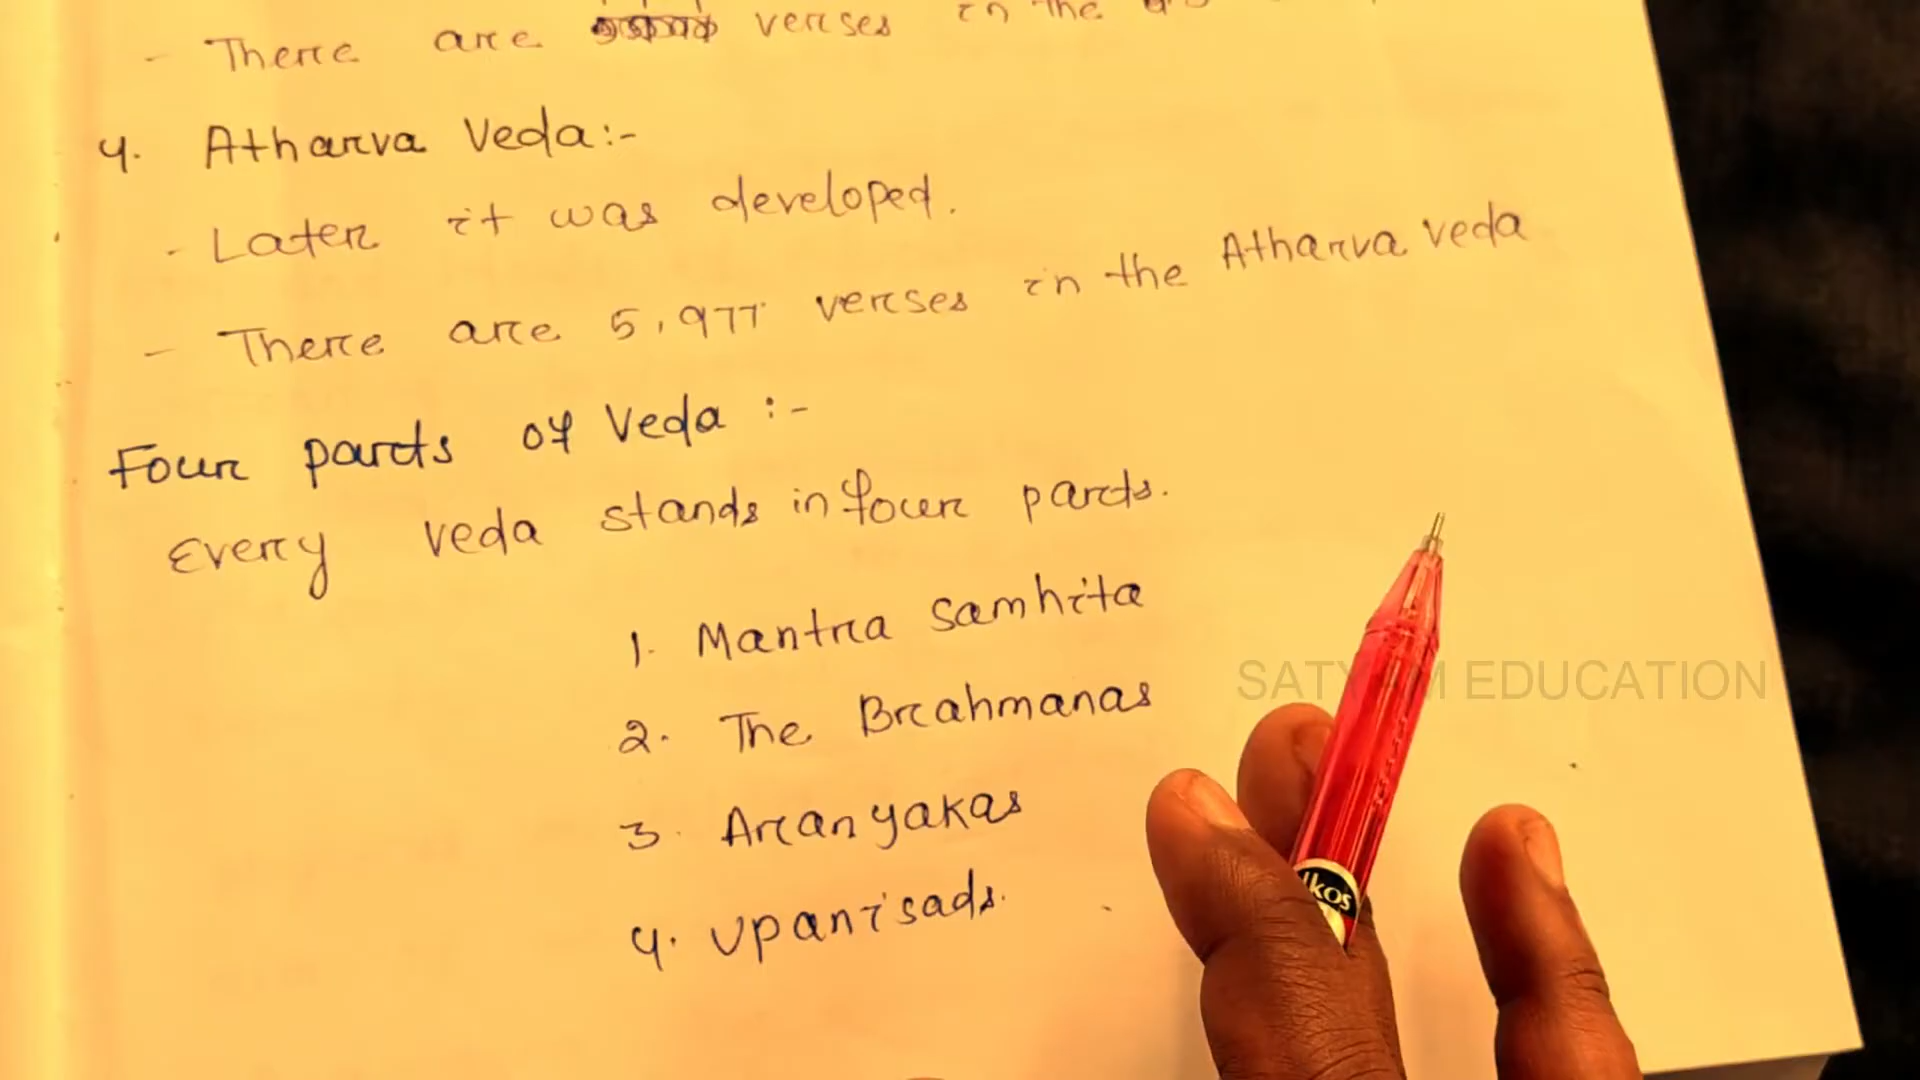 - There are verses in the
4. Atharva Veda:-
- Later it was developed.
- There are 5,977 verses in the Atharva veda
Four parts of Veda :-
Every veda stands in four parts.
1. Mantra Samhita
2. The Brahmanas
3. Aranyakas
4. Upanisads.
SATYAM EDUCATION
lkos